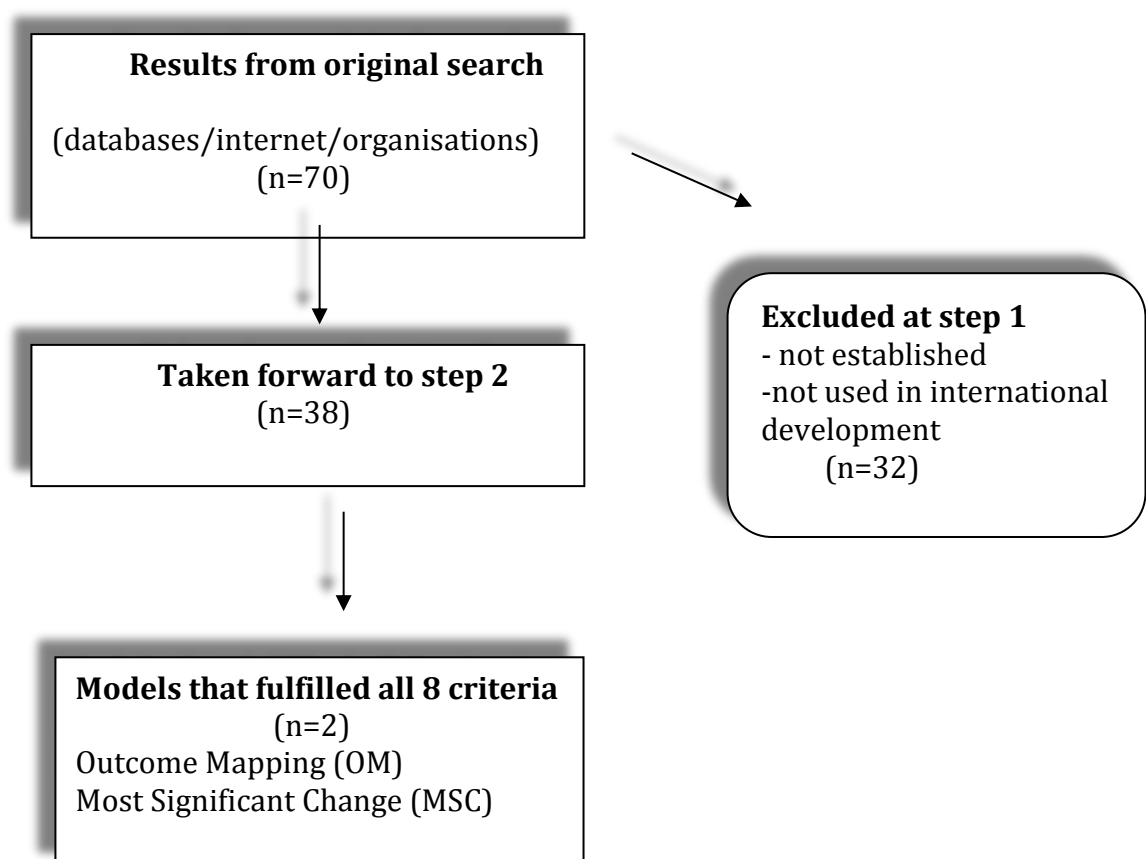 Results from original search
(databases/internet/organisations)
(n=70)
Taken forward to step 2
(n=38)
Excluded at step 1
- not established
-not used in international
development
(n=32)
Models that fulfilled all 8 criteria
(n=2)
Outcome Mapping (OM)
Most Significant Change (MSC)